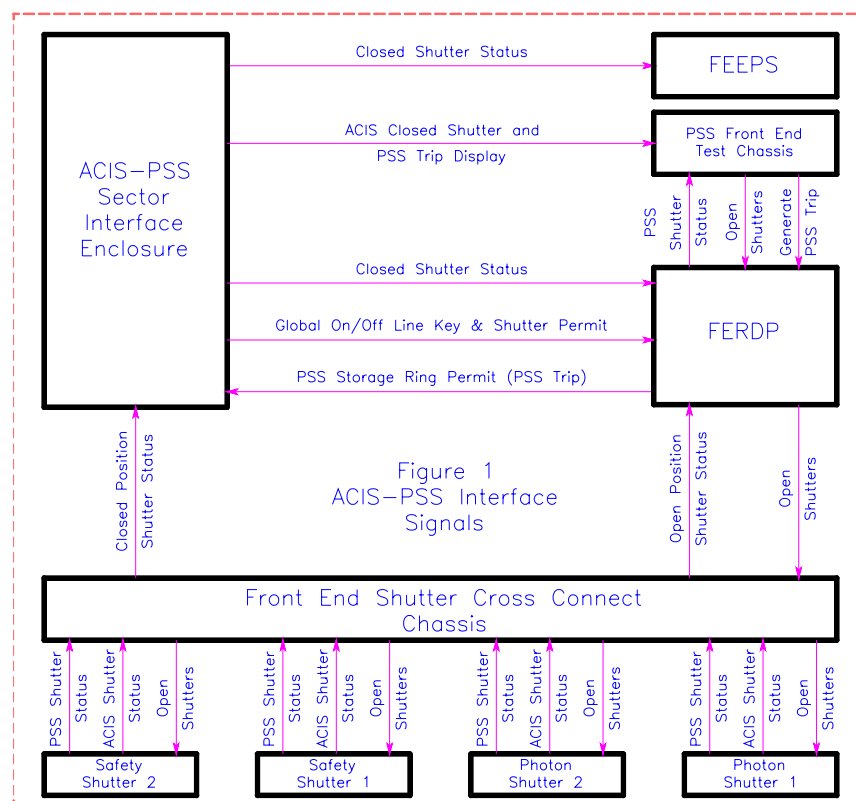 Closed Shutter Status
FEEPS
ACIS Closed Shutter and
PSS Trip Display
PSS Front End
Test Chassis
ACIS-PSS
Sector
Interface
Enclosure
PSS
Shutter
Status
Open
Shutters
Generate
PSS Trip
Closed Shutter Status
Global On/Off Line Key & Shutter Permit
FERDP
PSS Storage Ring Permit (PSS Trip)
Closed Position
Shutter Status
Figure 1
ACIS-PSS Interface
Signals
Open Position
Shutter Status
Open
Shutters
Front End Shutter Cross Connect
Chassis
PSS Shutter
Status
ACIS Shutter
Status
Open
Shutters
PSS Shutter
Status
ACIS Shutter
Status
Open
Shutters
PSS Shutter
Status
ACIS Shutter
Status
Open
Shutters
PSS Shutter
Status
ACIS Shutter
Status
Open
Shutters
Safety
Shutter 2
Safety
Shutter 1
Photon
Shutter 2
Photon
Shutter 1